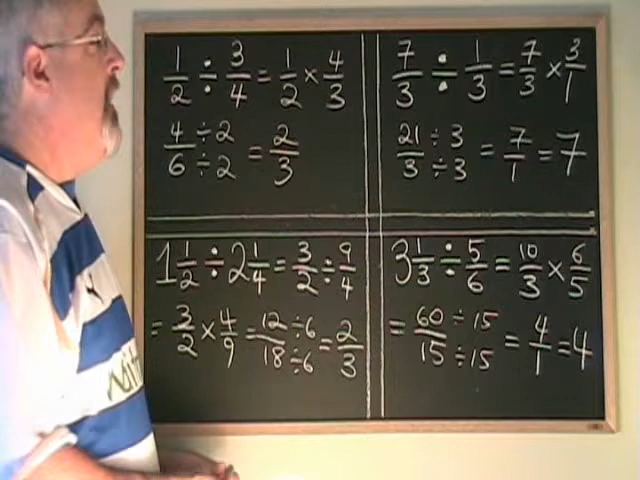 1/2 ÷ 3/4 = 1/2 × 4/3
4/6 ÷2/÷2 = 2/3
7/3 ÷ 1/3 = 7/3 × 3/1
21/3 ÷3/÷3 = 7/1 = 7
1 1/2 ÷ 2 1/4 = 3/2 ÷ 9/4
= 3/2 × 4/9 = 12/18 ÷6/÷6 = 2/3
3 1/3 ÷ 5/6 = 10/3 × 6/5
= 60/15 ÷15/÷15 = 4/1 = 4